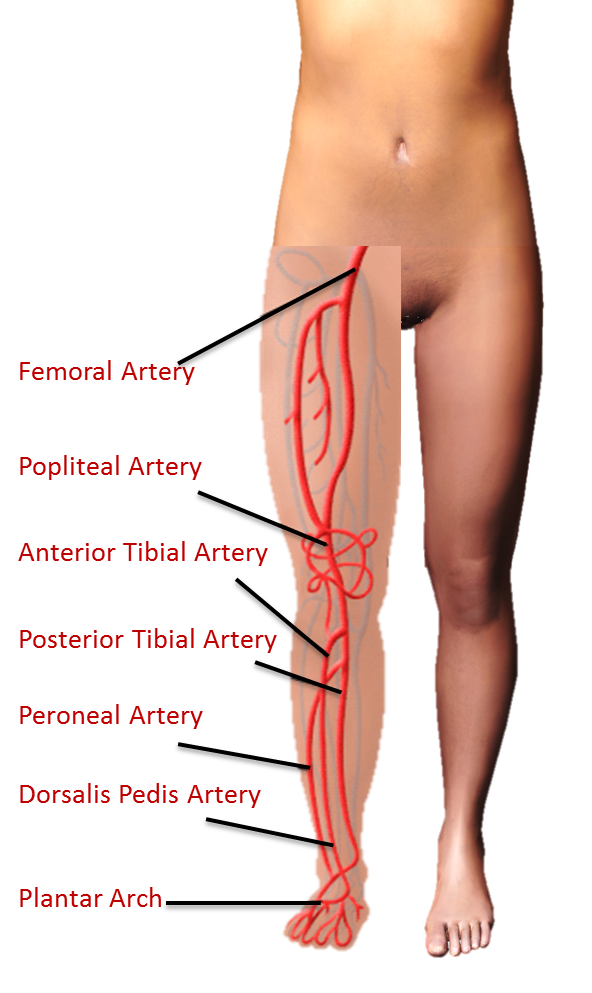 Femoral Artery
Popliteal Artery
Anterior Tibial Artery
Posterior Tibial Artery
Peroneal Artery
Dorsalis Pedis Artery
Plantar Arch